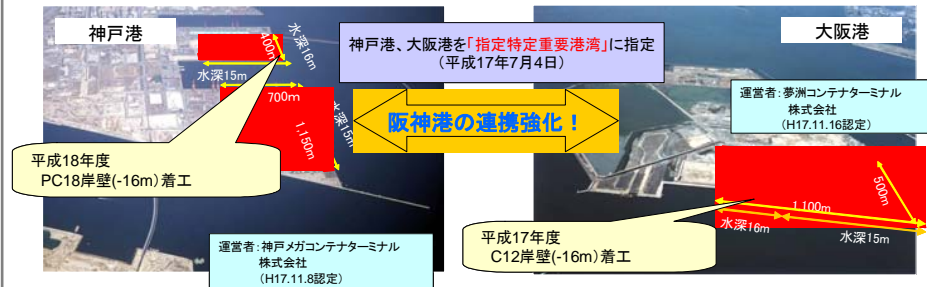 神戸港
400m
水深16m
水深15m
700m
1,150m
水深15m
平成18年度
PC18岸壁(-16m)着工
運営者:神戸メガコンテナターミナル
株式会社
(H17.11.8認定)
神戸港、大阪港を「指定特定重要港湾」に指定
(平成17年7月4日)
阪神港の連携強化!
大阪港
運営者:夢洲コンテナターミナル
株式会社
(H17.11.16認定)
500m
1,100m
水深16m
水深15m
平成17年度
C12岸壁(-16m)着工